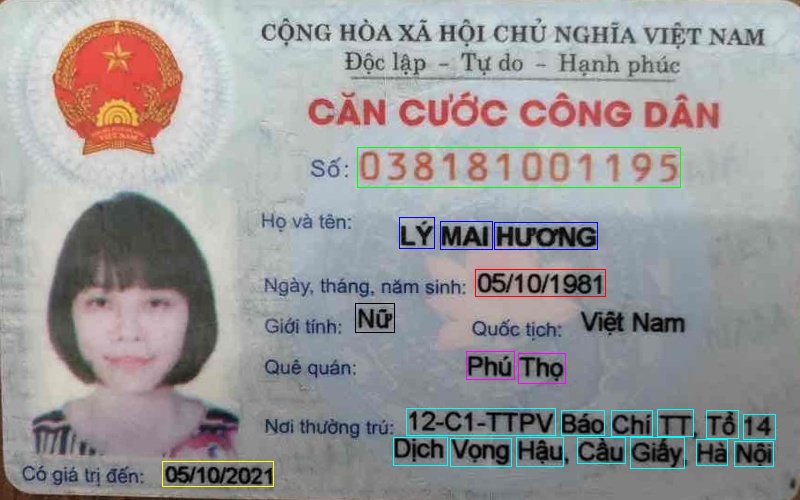 CỘNG HÒA XÃ HỘI CHỦ NGHĨA VIỆT NAM
Độc lập - Tự do - Hạnh phúc
CĂN CƯỚC CÔNG DÂN
Số: 038181001195
Họ và tên: LÝ MAI HƯƠNG
Ngày, tháng, năm sinh: 05/10/1981
Giới tính: Nữ Quốc tịch: Việt Nam
Quê quán: Phú Thọ
Nơi thường trú: 12-C1-TTPV Báo Chí TT, Tổ 14
Dịch Vọng Hậu, Cầu Giấy, Hà Nội
Có giá trị đến: 05/10/2021